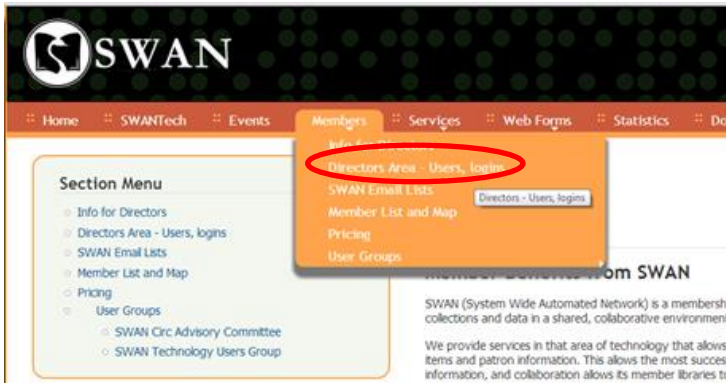 SWAN
Home SWANTech Events Members Services Web Forms Statistics Do
Info for Directors
Directors Area - Users, logins
SWAN Email Lists
Directors - Users, logins
Member List and Map
Pricing
User Groups
Section Menu
Info for Directors
Directors Area - Users, logins
SWAN Email Lists
Member List and Map
Pricing
User Groups
SWAN Circ Advisory Committee
SWAN Technology Users Group
Member Benefits from SWAN
SWAN (System Wide Automated Network) is a membersh
collections and data in a shared, collaborative environment
We provide services in that area of technology that allows
items and patron information. This allows the most succes
information, and collaboration allows its member libraries to